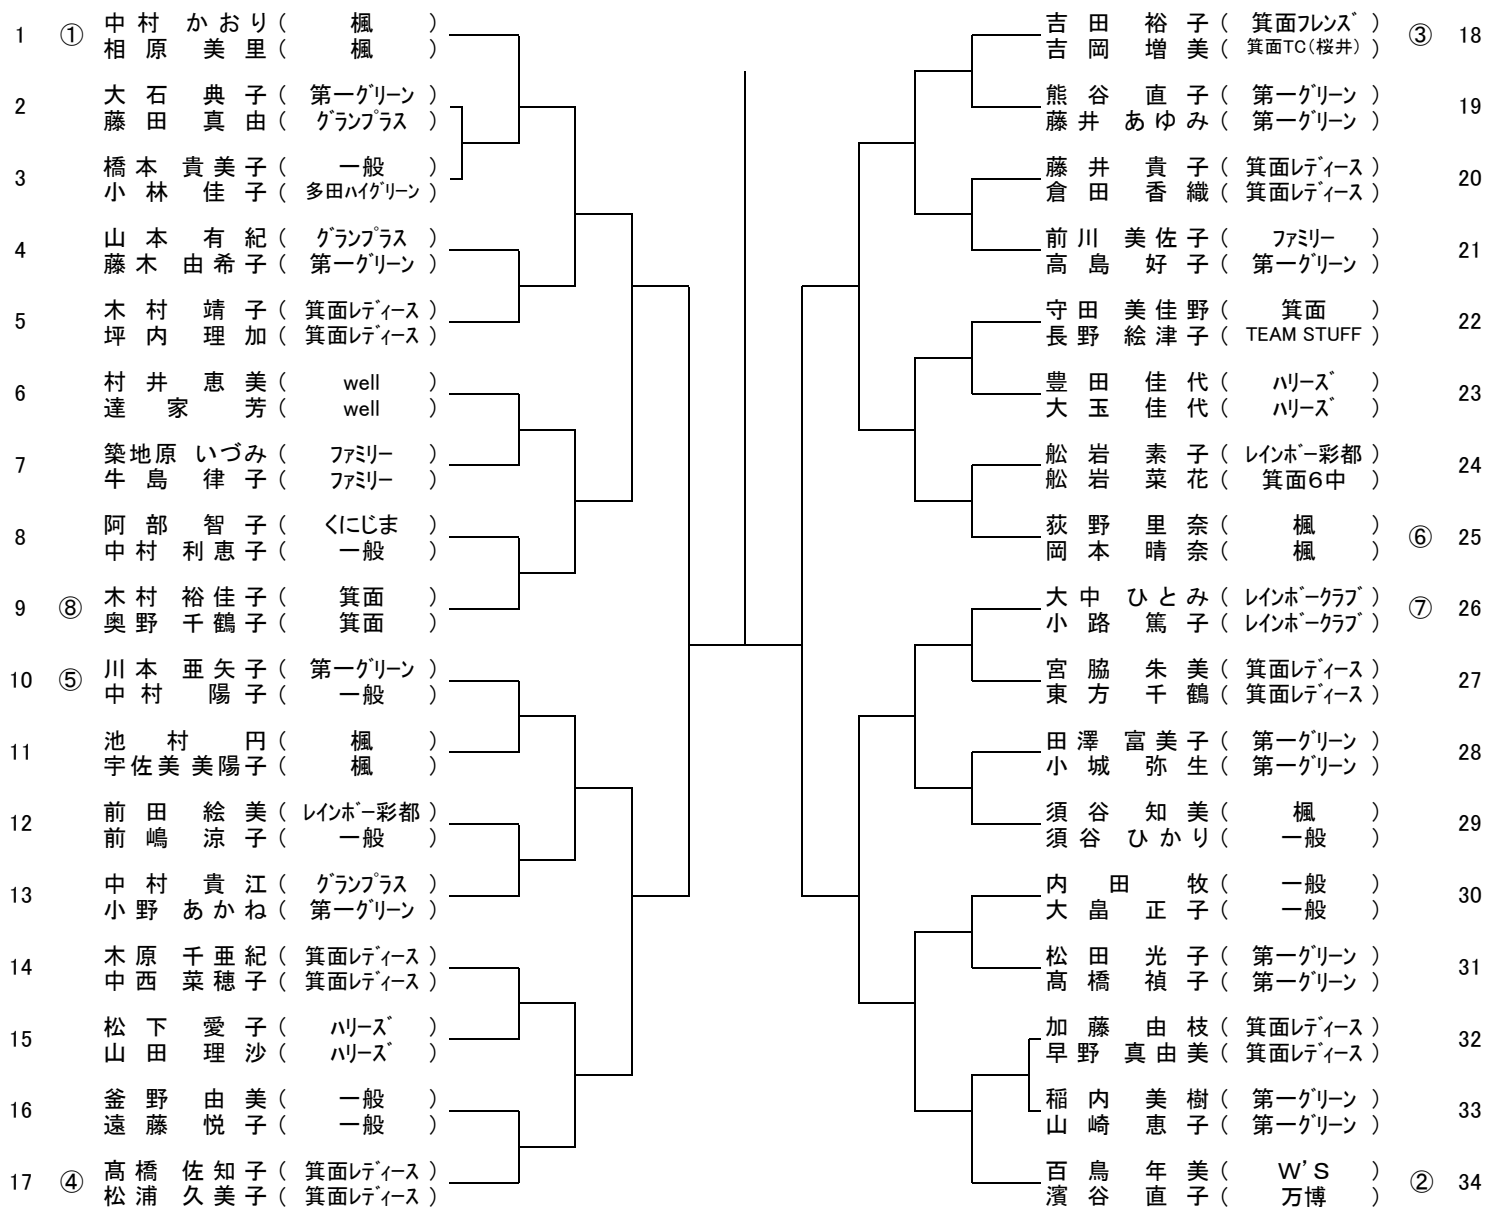 1 ① 中村 かおり ( 楓 )
相原 美里 ( 楓 )
2 大石 典子 ( 第一グリーン )
藤田 真由 ( グランプラス )
3 橋本 貴美子 ( 一般 )
小林 佳子 ( 多田ハイグリーン )
4 山本 有紀 ( グランプラス )
藤木 由希子 ( 第一グリーン )
5 木村 靖子 ( 箕面レディース )
坪内 理加 ( 箕面レディース )
6 村井 恵美 ( well )
達家 芳 ( well )
7 築地原 いづみ ( ファミリー )
牛島 律子 ( ファミリー )
8 阿部 智子 ( くにじま )
中村 利恵子 ( 一般 )
9 ⑧ 木村 裕佳子 ( 箕面 )
奥野 千鶴子 ( 箕面 )
10 ⑤ 川本 亜矢子 ( 第一グリーン )
中村 陽子 ( 一般 )
11 池村 円 ( 楓 )
宇佐美 美陽子 ( 楓 )
12 前田 絵美 ( レインボー彩都 )
前嶋 涼子 ( 一般 )
13 中村 貴江 ( グランプラス )
小野 あかね ( 第一グリーン )
14 木原 千亜紀 ( 箕面レディース )
中西 菜穂子 ( 箕面レディース )
15 松下 愛子 ( ハリーズ )
山田 理沙 ( ハリーズ )
16 釜野 由美 ( 一般 )
遠藤 悦子 ( 一般 )
17 ④ 髙橋 佐知子 ( 箕面レディース )
松浦 久美子 ( 箕面レディース )
吉田 裕子 ( 箕面フレンズ ) ③ 18
吉岡 増美 ( 箕面TC(桜井) )
熊谷 直子 ( 第一グリーン ) 19
藤井 あゆみ ( 第一グリーン )
藤井 貴子 ( 箕面レディース ) 20
倉田 香織 ( 箕面レディース )
前川 美佐子 ( ファミリー ) 21
高島 好子 ( 第一グリーン )
守田 美佳野 ( 箕面 ) 22
長野 絵津子 ( TEAM STUFF )
豊田 佳代 ( ハリーズ ) 23
大玉 佳代 ( ハリーズ )
舩岩 素子 ( レインボー彩都 ) 24
舩岩 菜花 ( 箕面6中 )
荻野 里奈 ( 楓 ) ⑥ 25
岡本 晴奈 ( 楓 )
大中 ひとみ ( レインボークラブ ) ⑦ 26
小路 篤子 ( レインボークラブ )
宮脇 朱美 ( 箕面レディース ) 27
東方 千鶴 ( 箕面レディース )
田澤 富美子 ( 第一グリーン ) 28
小城 弥生 ( 第一グリーン )
須谷 知美 ( 楓 ) 29
須谷 ひかり ( 一般 )
内田 牧 ( 一般 ) 30
大畠 正子 ( 一般 )
松田 光子 ( 第一グリーン ) 31
髙橋 禎子 ( 第一グリーン )
加藤 由枝 ( 箕面レディース ) 32
早野 真由美 ( 箕面レディース )
稲内 美樹 ( 第一グリーン ) 33
山崎 恵子 ( 第一グリーン )
百鳥 年美 ( W'S ) ② 34
濱谷 直子 ( 万博 )